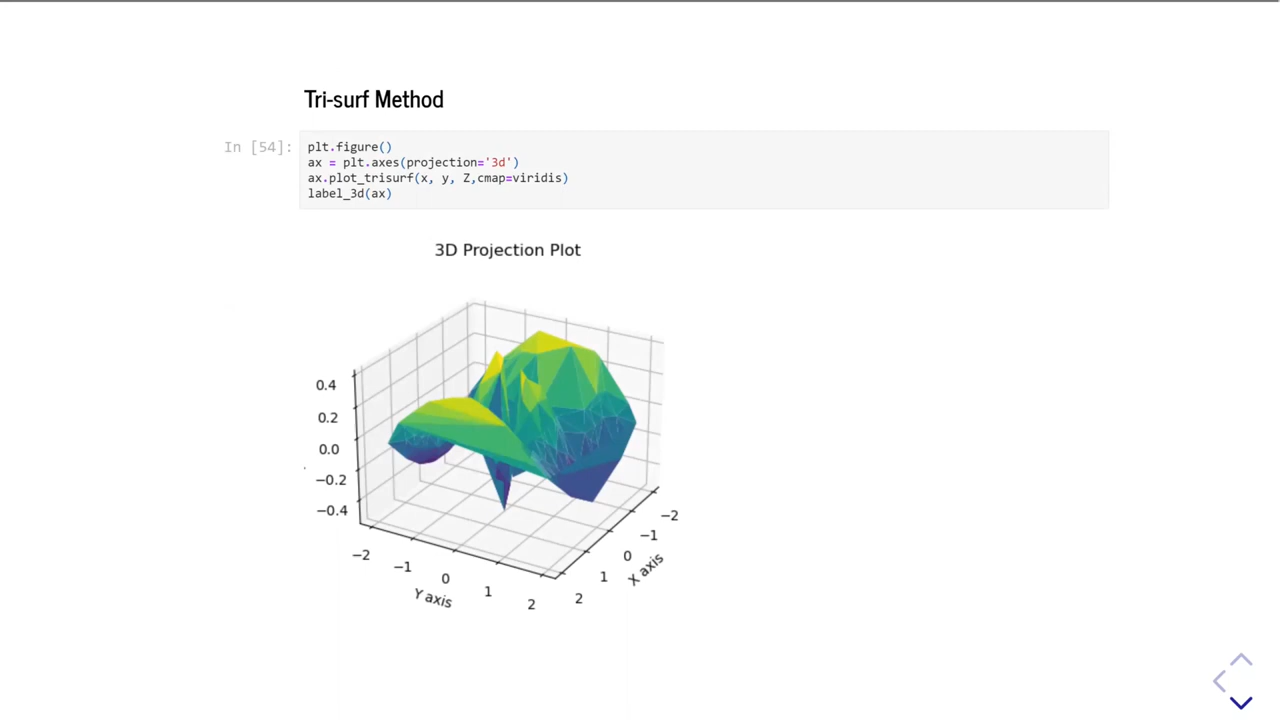 Tri-surf Method
In [54]:
plt.figure()
ax = plt.axes(projection='3d')
ax.plot_trisurf(x, y, Z,cmap=viridis)
label_3d(ax)
3D Projection Plot
0.4
0.2
0.0
−0.2
−0.4
−2
−1
0
1
2
Y axis
−2
−1
0
1
2
X axis